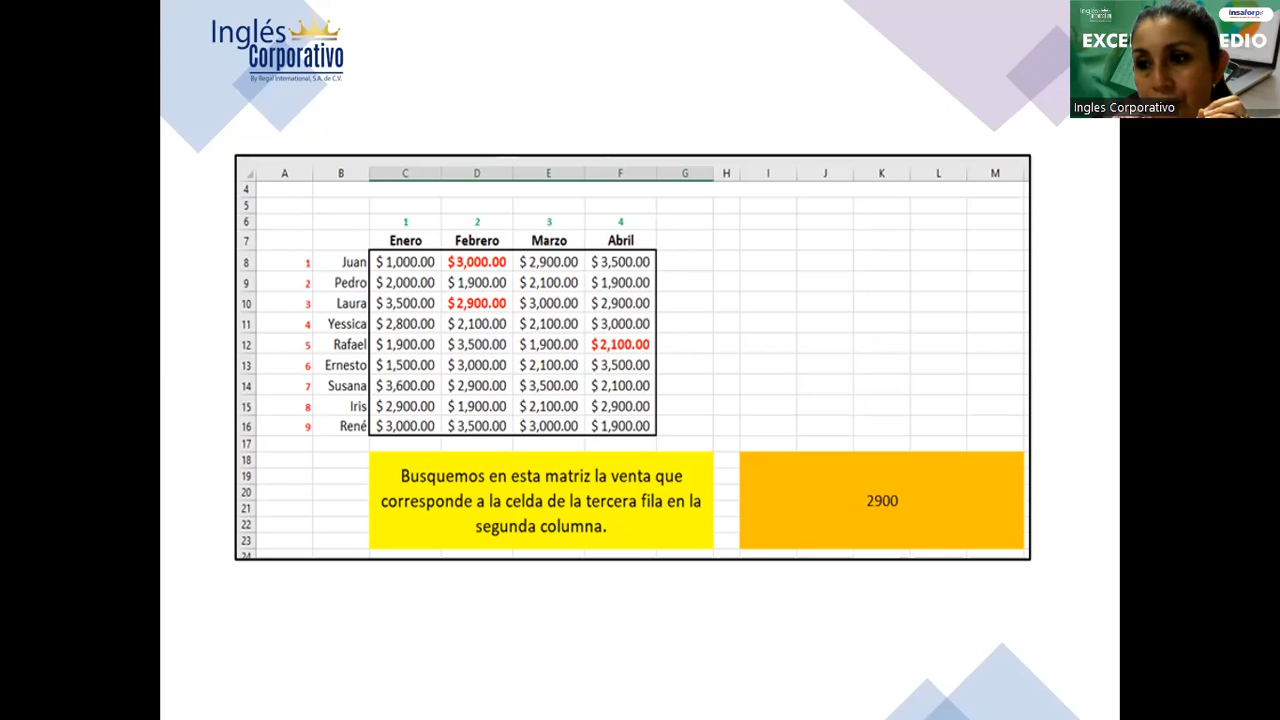 Inglés
Corporativo
By Regal International, S.A. de C.V.
Inglés
Corporativo
insaforp
EXCE EDIO
Ingles Corporativo
A B C D E F G H I J K L M
4
5
6 1 2 3 4
7 Enero Febrero Marzo Abril
8 1 Juan $ 1,000.00 $ 3,000.00 $ 2,900.00 $ 3,500.00
9 2 Pedro $ 2,000.00 $ 1,900.00 $ 2,100.00 $ 1,900.00
10 3 Laura $ 3,500.00 $ 2,900.00 $ 3,000.00 $ 2,900.00
11 4 Yessica $ 2,800.00 $ 2,100.00 $ 2,100.00 $ 3,000.00
12 5 Rafael $ 1,900.00 $ 3,500.00 $ 1,900.00 $ 2,100.00
13 6 Ernesto $ 1,500.00 $ 3,000.00 $ 2,100.00 $ 3,500.00
14 7 Susana $ 3,600.00 $ 2,900.00 $ 3,500.00 $ 2,100.00
15 8 Iris $ 2,900.00 $ 1,900.00 $ 2,100.00 $ 2,900.00
16 9 René $ 3,000.00 $ 3,500.00 $ 3,000.00 $ 1,900.00
17
18
19
20
21
22
23
24
Busquemos en esta matriz la venta que
corresponde a la celda de la tercera fila en la
segunda columna.
2900